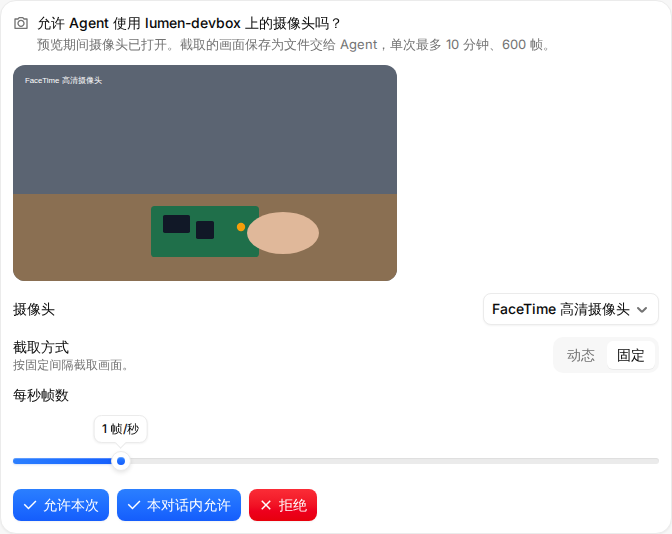 允许 Agent 使用 lumen-devbox 上的摄像头吗？
预览期间摄像头已打开。截取的画面保存为文件交给 Agent，单次最多 10 分钟、600 帧。
FaceTime 高清摄像头
摄像头
FaceTime 高清摄像头
截取方式
按固定间隔截取画面。
动态
固定
每秒帧数
1 帧/秒
允许本次
本对话内允许
拒绝